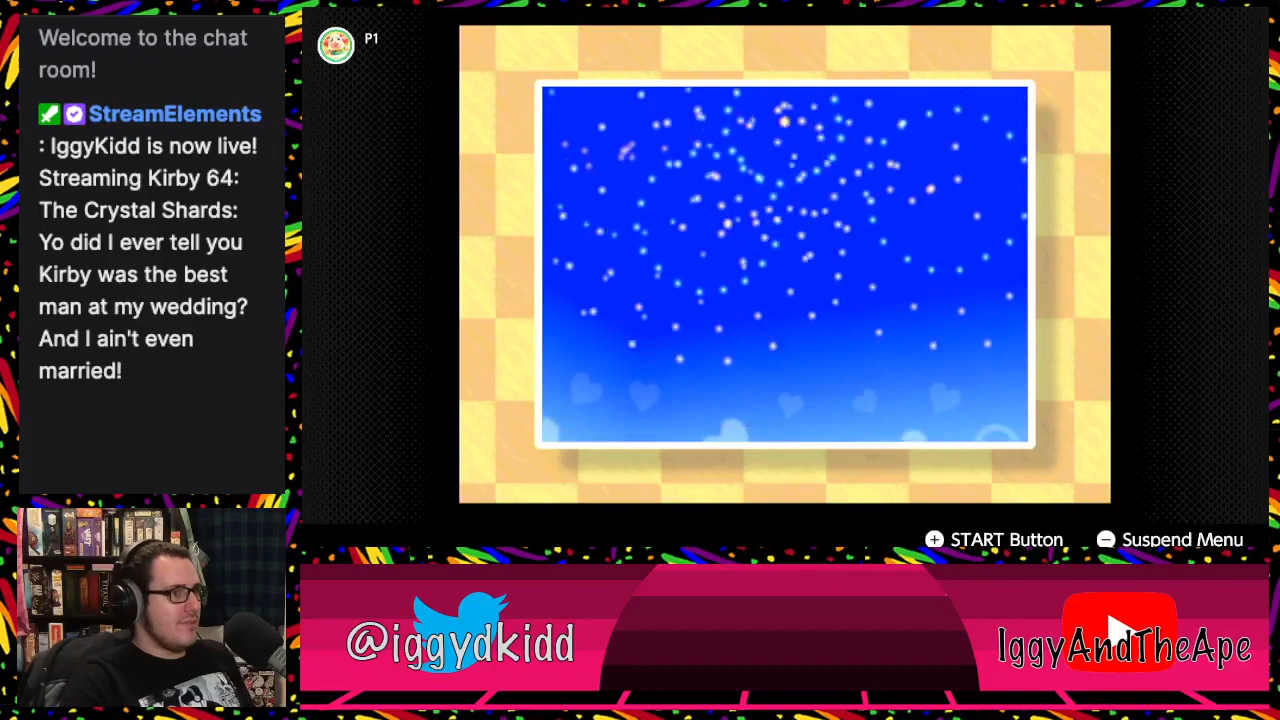 Welcome to the chat
room!
StreamElements
: IggyKidd is now live!
Streaming Kirby 64:
The Crystal Shards:
Yo did I ever tell you
Kirby was the best
man at my wedding?
And I ain't even
married!
P1
START Button
Suspend Menu
@iggydkidd
IggyAndTheApe